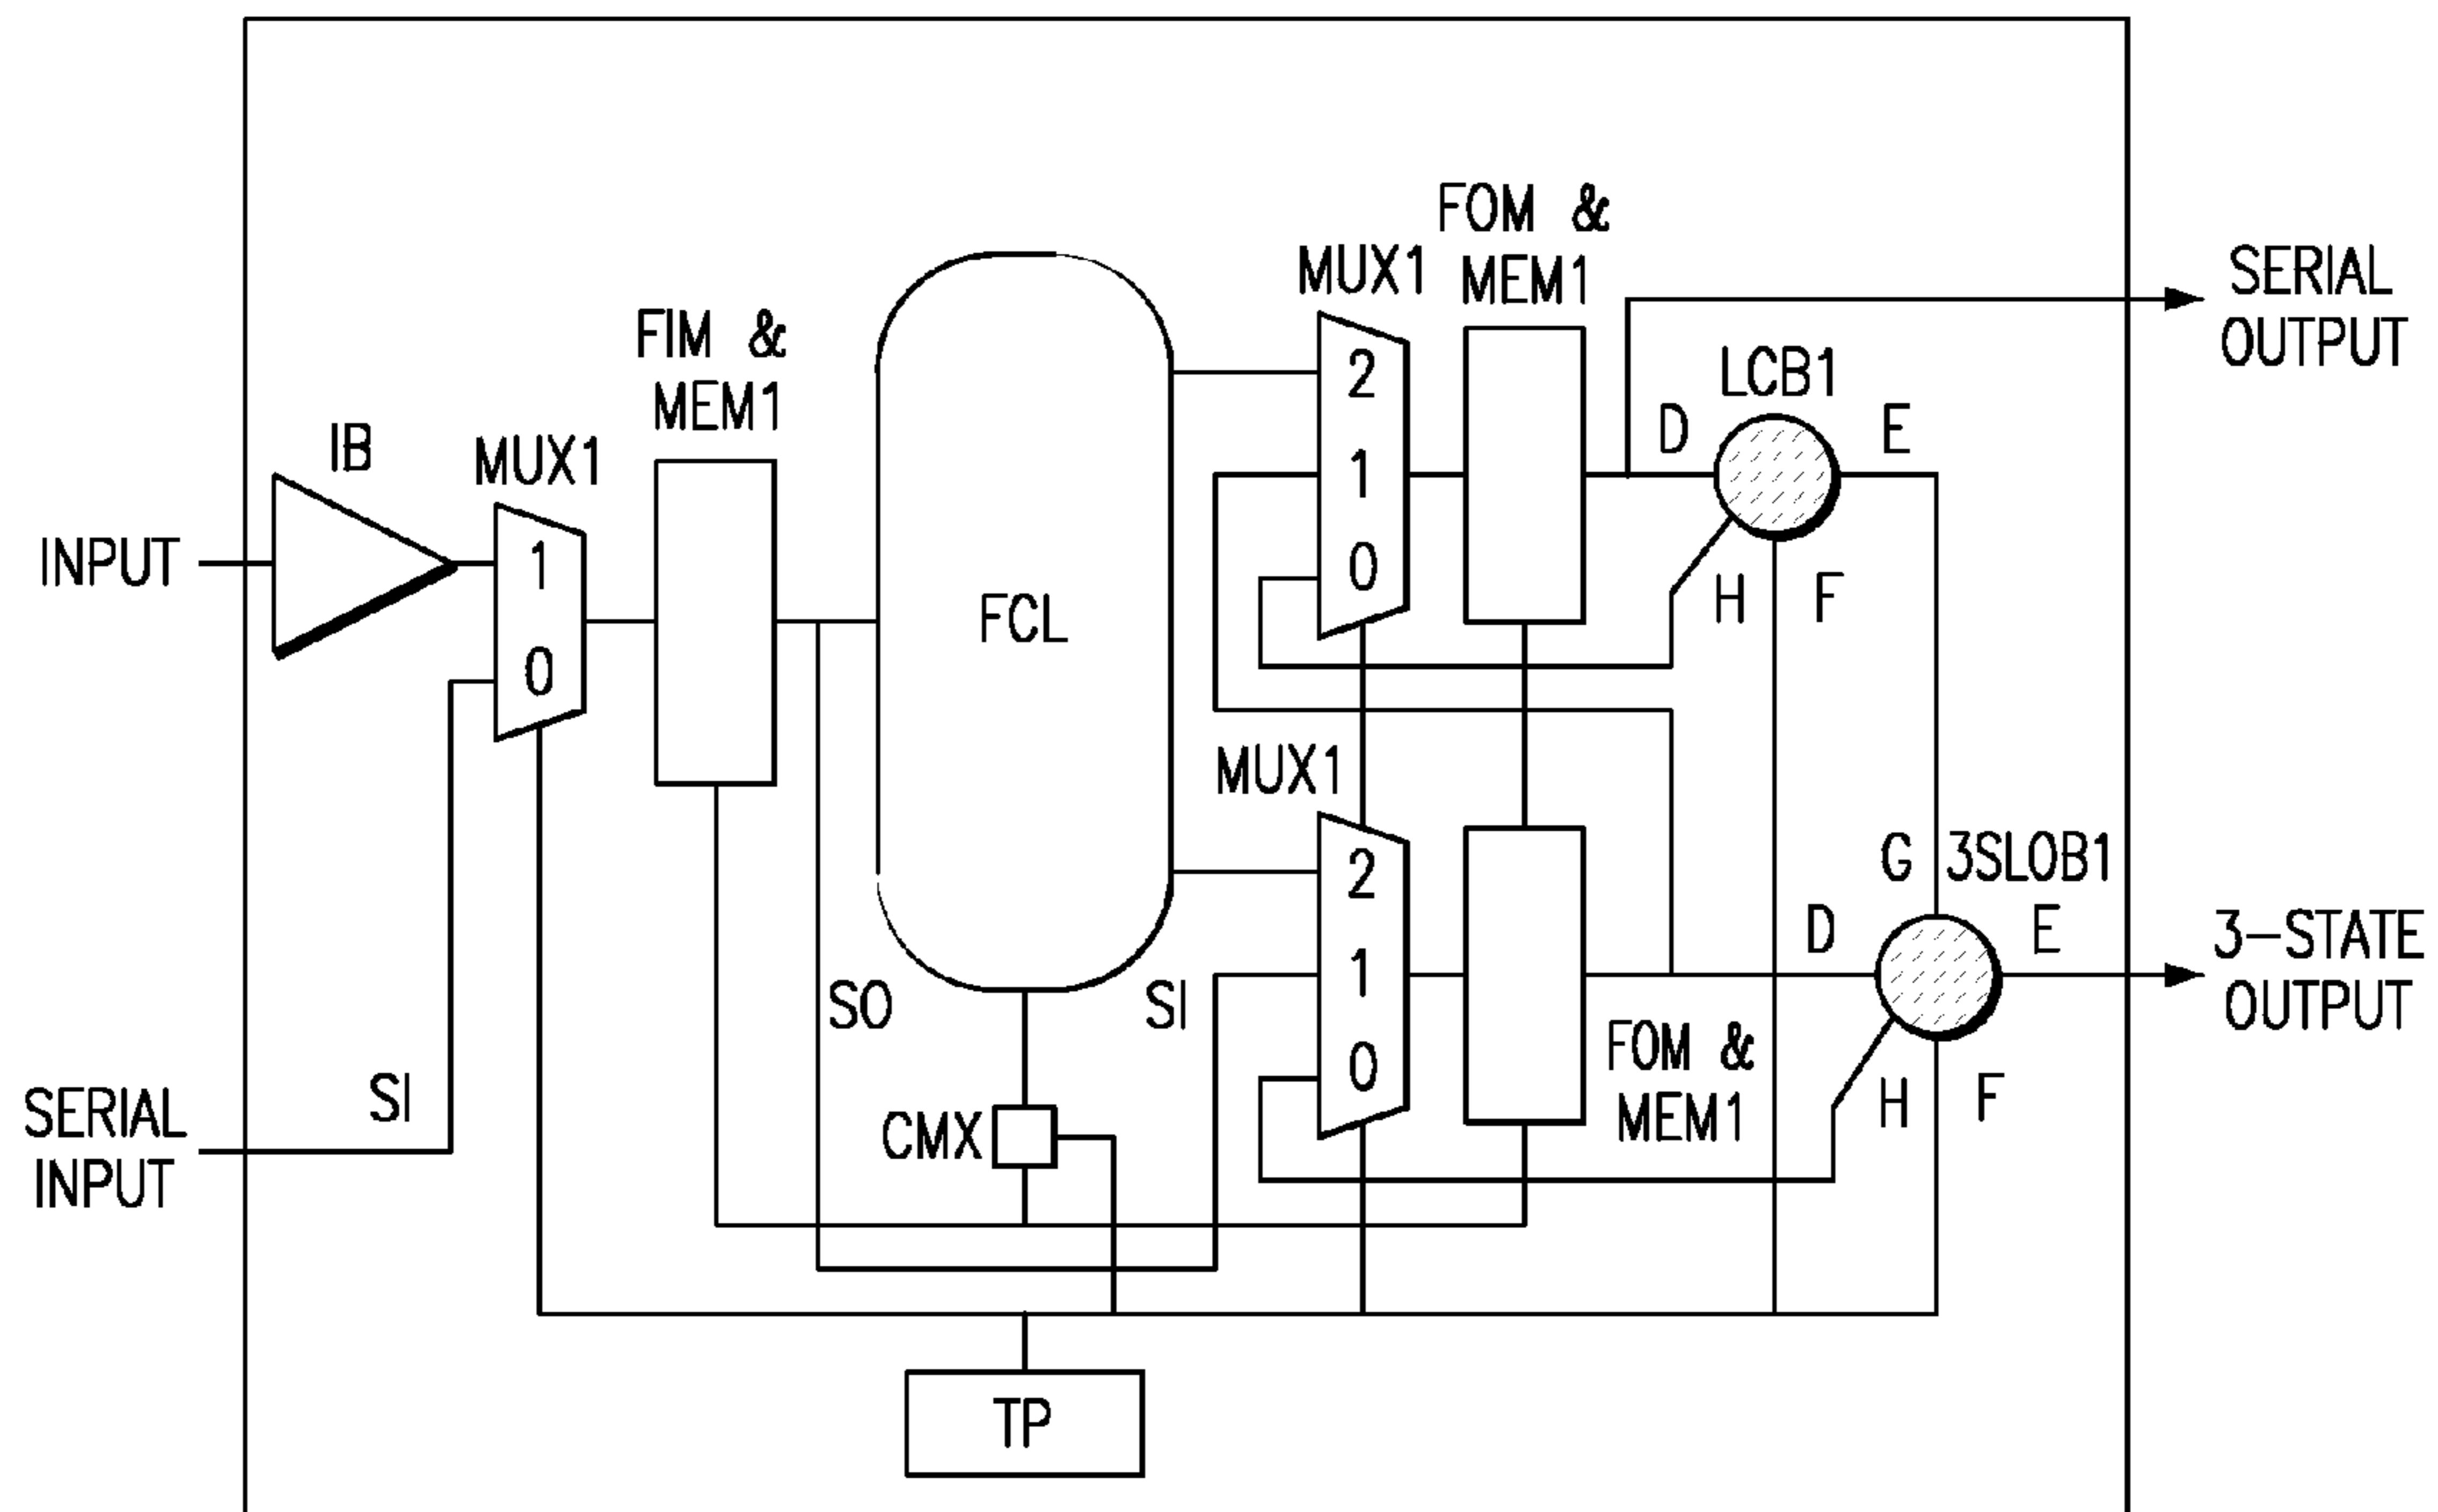 FOM &
MUX1
MEM1
SERIAL
OUTPUT
FIM &
MEM1
LCB1
D
E
IB
MUX1
2
1
0
INPUT
1
0
FCL
H
F
MUX1
G
3SLOB1
2
1
0
D
E
3-STATE
OUTPUT
SO
SI
FOM &
MEM1
SERIAL
INPUT
SI
CMX
H
F
TP